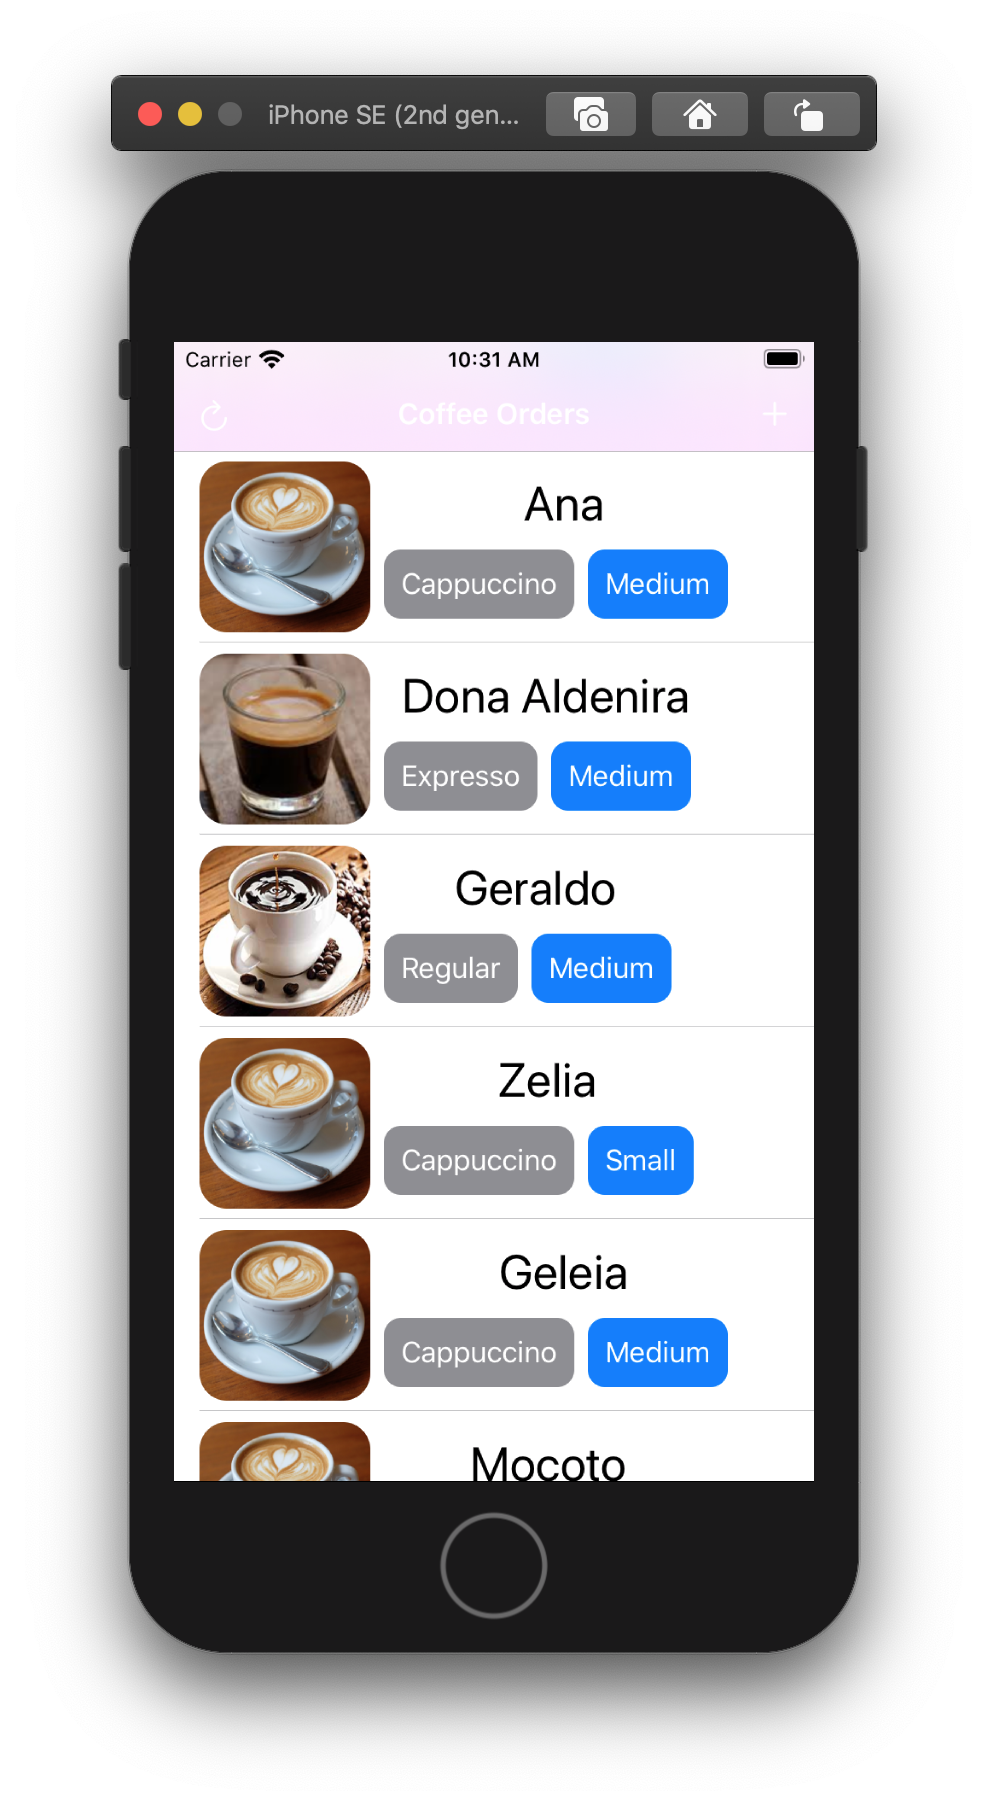 iPhone SE (2nd gen...
Carrier 10:31 AM
Coffee Orders +
Ana
Cappuccino Medium
Dona Aldenira
Expresso Medium
Geraldo
Regular Medium
Zelia
Cappuccino Small
Geleia
Cappuccino Medium
Mocoto